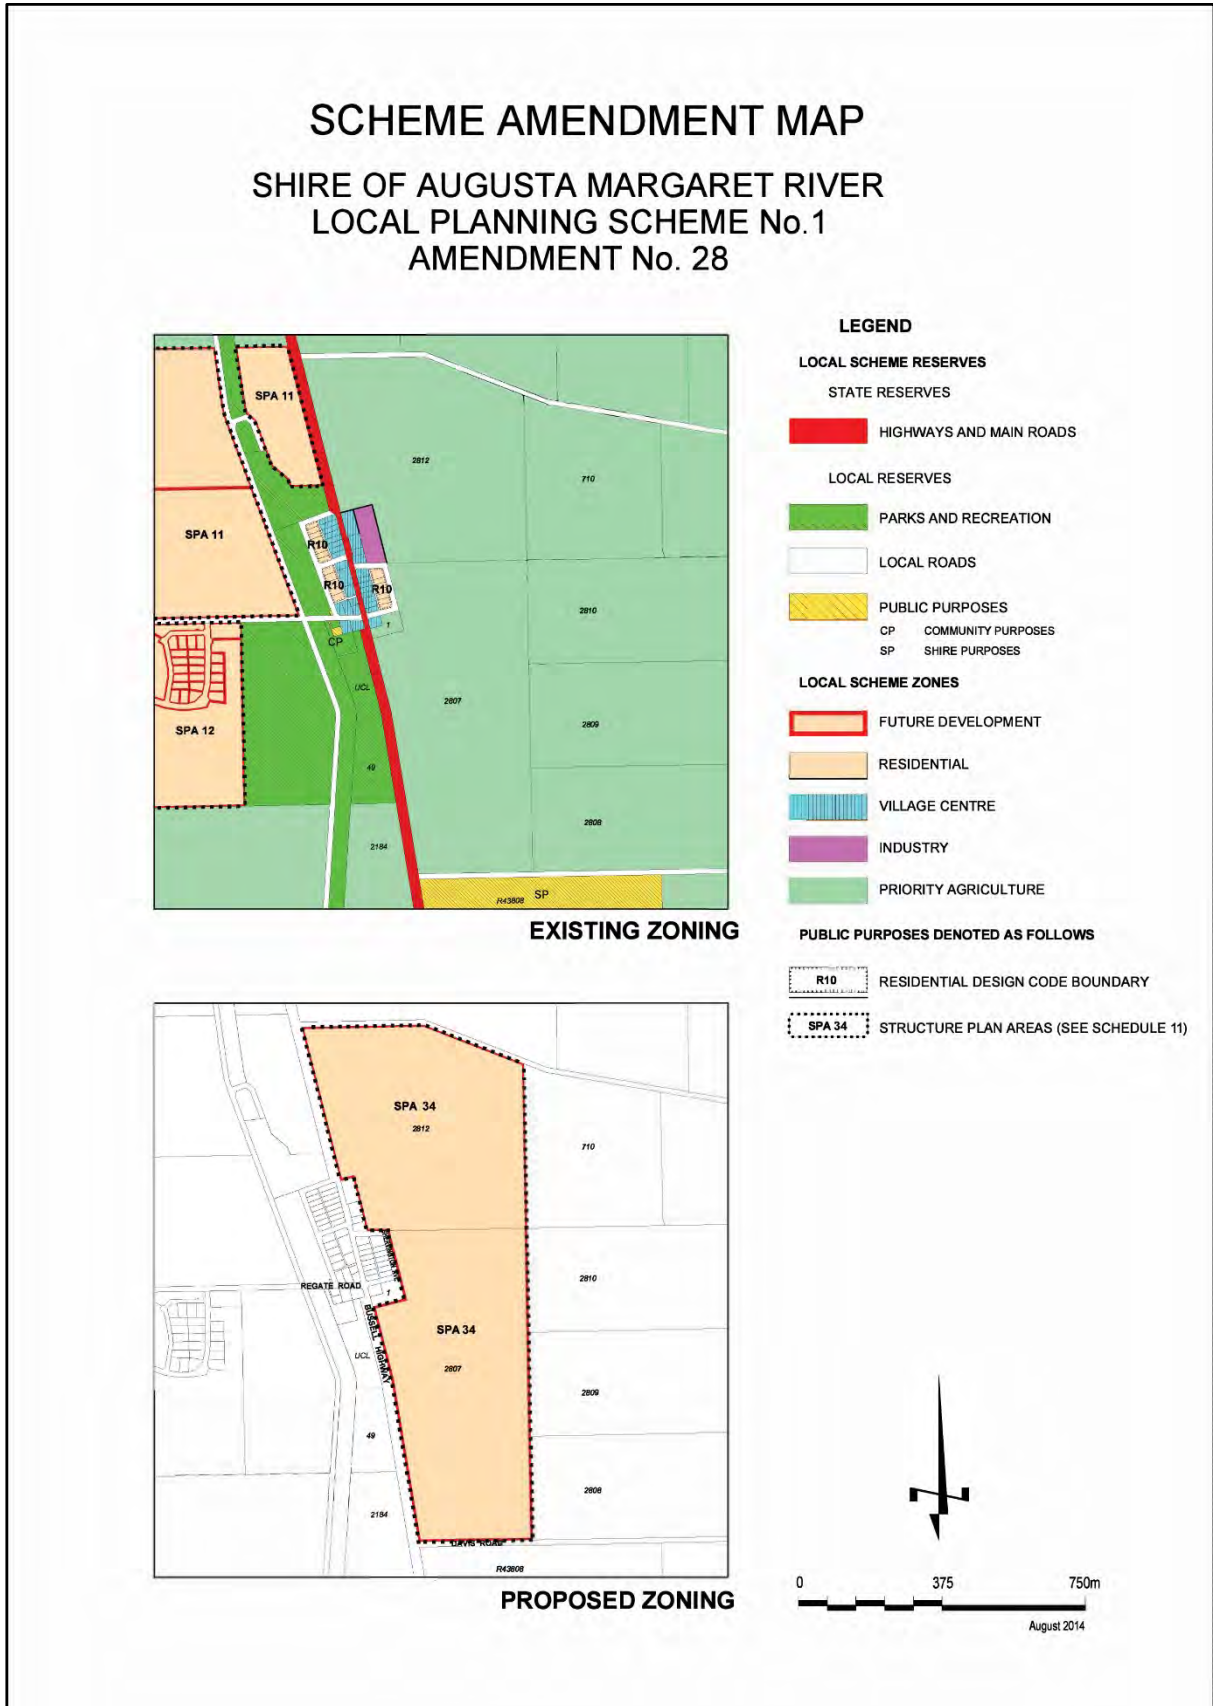 SCHEME AMENDMENT MAP
SHIRE OF AUGUSTA MARGARET RIVER
LOCAL PLANNING SCHEME No.1
AMENDMENT No. 28
SPA 11
2812
710
SPA 11
R10
R10
R10
2810
1
CP
UCL
2807
2809
SPA 12
49
2808
2184
SP
R43808
EXISTING ZONING
LEGEND
LOCAL SCHEME RESERVES
STATE RESERVES
HIGHWAYS AND MAIN ROADS
LOCAL RESERVES
PARKS AND RECREATION
LOCAL ROADS
PUBLIC PURPOSES
CP COMMUNITY PURPOSES
SP SHIRE PURPOSES
LOCAL SCHEME ZONES
FUTURE DEVELOPMENT
RESIDENTIAL
VILLAGE CENTRE
INDUSTRY
PRIORITY AGRICULTURE
PUBLIC PURPOSES DENOTED AS FOLLOWS
R10 RESIDENTIAL DESIGN CODE BOUNDARY
SPA 34 STRUCTURE PLAN AREAS (SEE SCHEDULE 11)
SPA 34
2812
710
2810
REGATE ROAD
1
BUSSELL HIGHWAY
SPA 34
UCL
2807
2809
49
2808
2184
DAVIS ROAD
R43808
PROPOSED ZONING
N
0 375 750m
August 2014